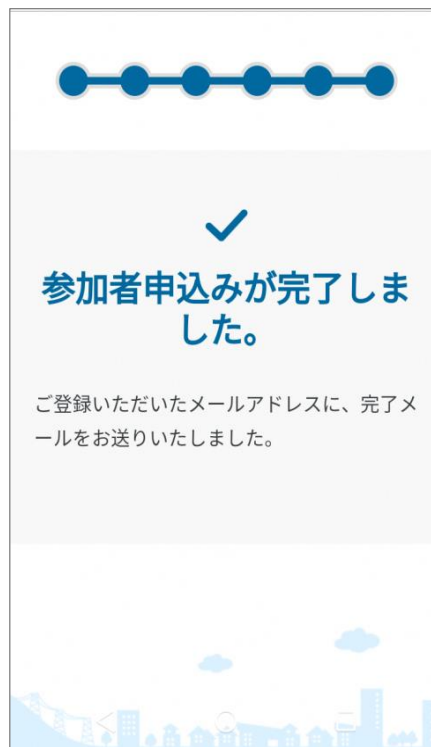 参加者申込みが完了しま
した。
ご登録いただいたメールアドレスに、完了メ
ールをお送りいたしました。